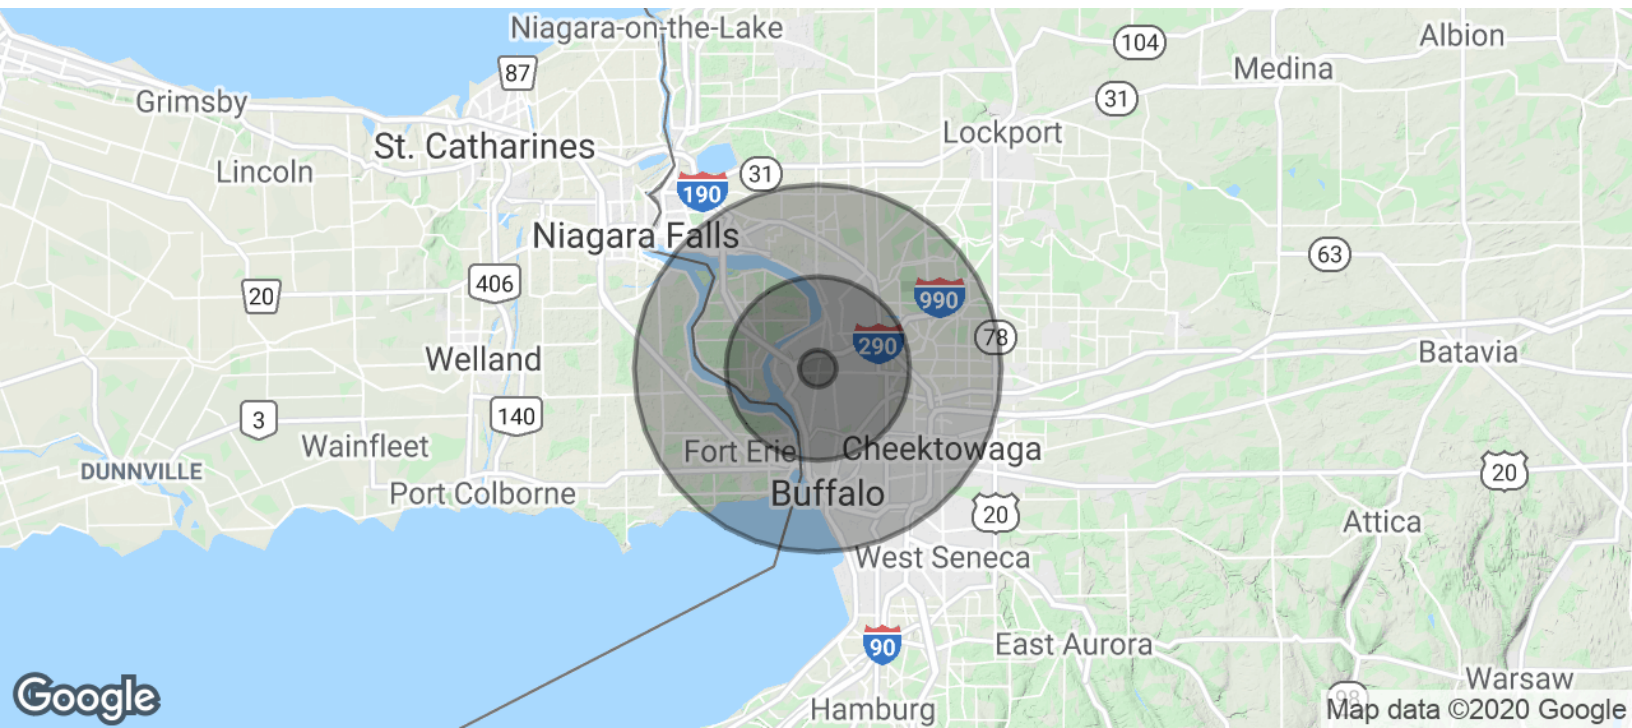 Niagara-on-the-Lake
104
Albion
87
Medina
Grimsby
31
Lockport
St. Catharines
Lincoln
31
190
Niagara Falls
63
406
20
990
78
290
Batavia
Welland
3
140
Wainfleet
Fort Erie
Cheektowaga
DUNNVILLE
20
Port Colborne
Buffalo
20
Attica
West Seneca
90
East Aurora
Warsaw
Google
98
Hamburg
Map data ©2020 Google